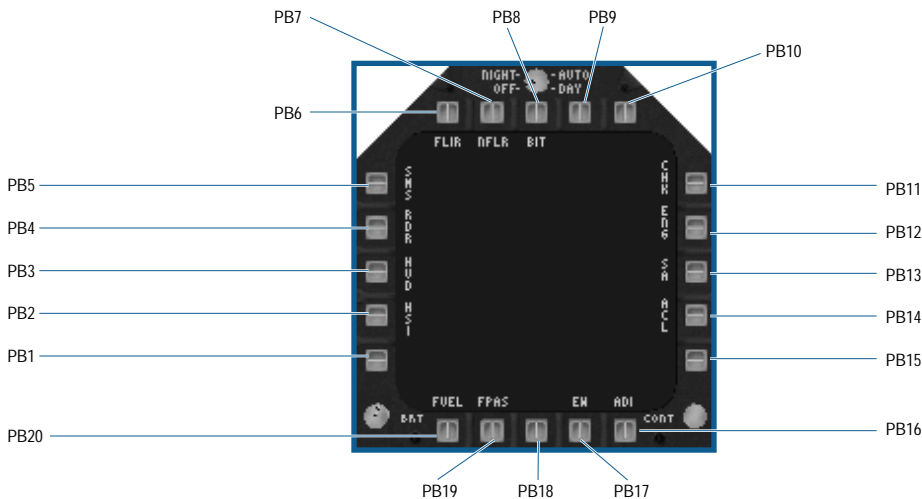 PB7
PB8
PB9
PB10
PB6
NIGHT- -AUTO
OFF- -DAY
FLIR NFLR BIT
PB5
SMS
CHK
PB11
PB4
RDR
ENG
PB12
PB3
HUD
SA
PB13
PB2
HSI
ACL
PB14
PB1
PB15
FUEL FPAS EW ADI
BRT
CONT
PB20
PB16
PB19
PB18
PB17